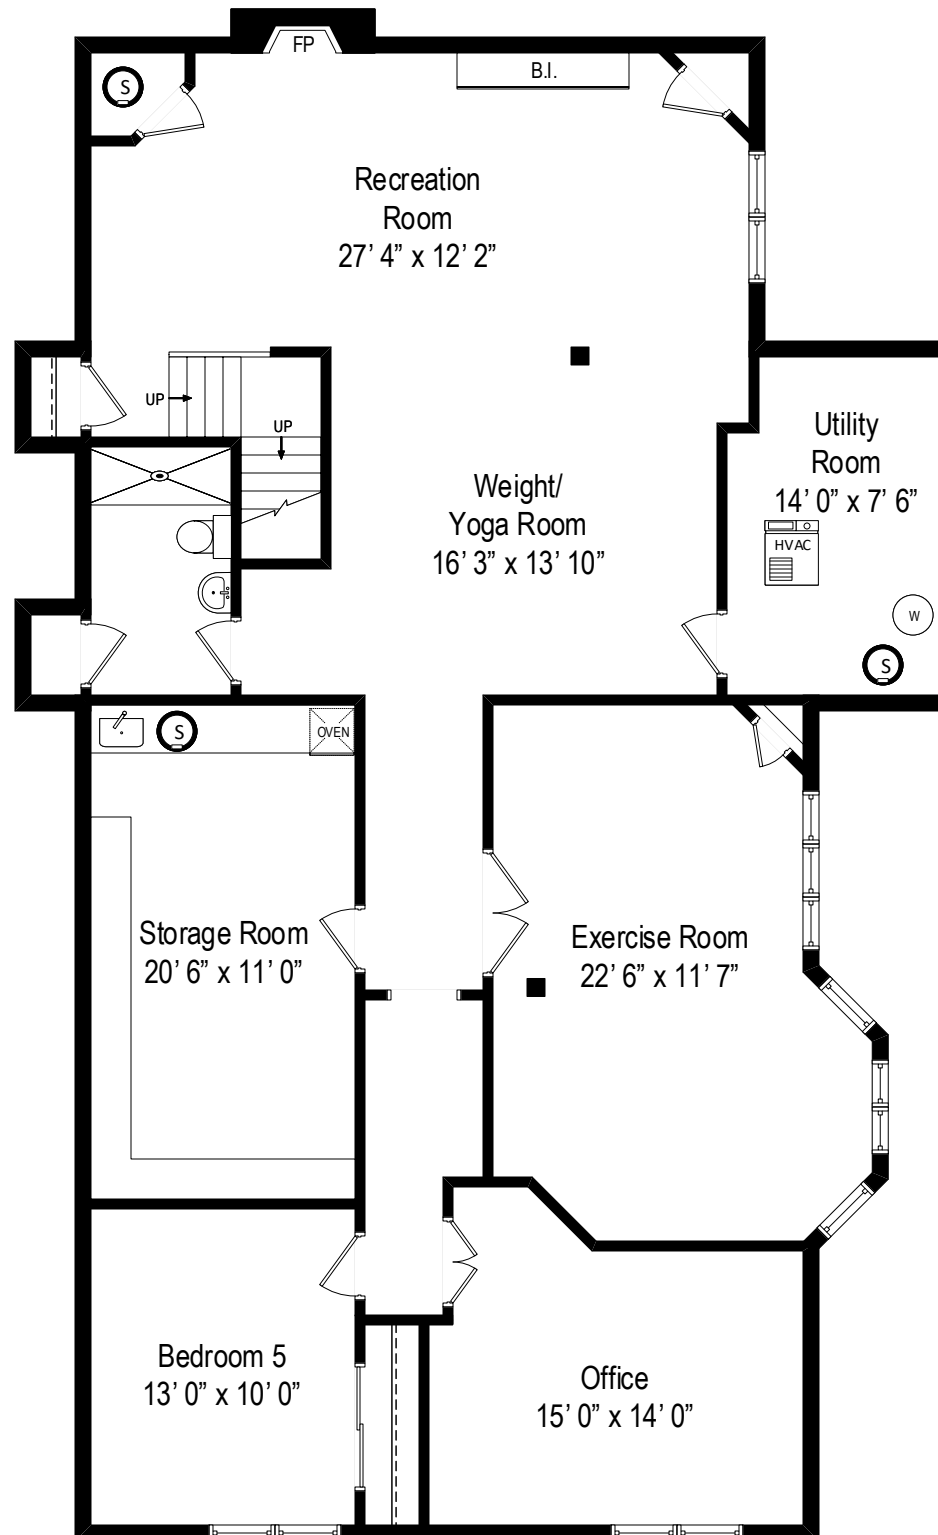 FP
S
B.I.
Recreation
Room
27’ 4” x 12’ 2”
UP
UP
Utility
Room
14’ 0” x 7’ 6”
Weight/
Yoga Room
16’ 3” x 13’ 10”
HVAC
W
S
S
OVEN
Storage Room
20’ 6” x 11’ 0”
Exercise Room
22’ 6” x 11’ 7”
Bedroom 5
13’ 0” x 10’ 0”
Office
15’ 0” x 14’ 0”